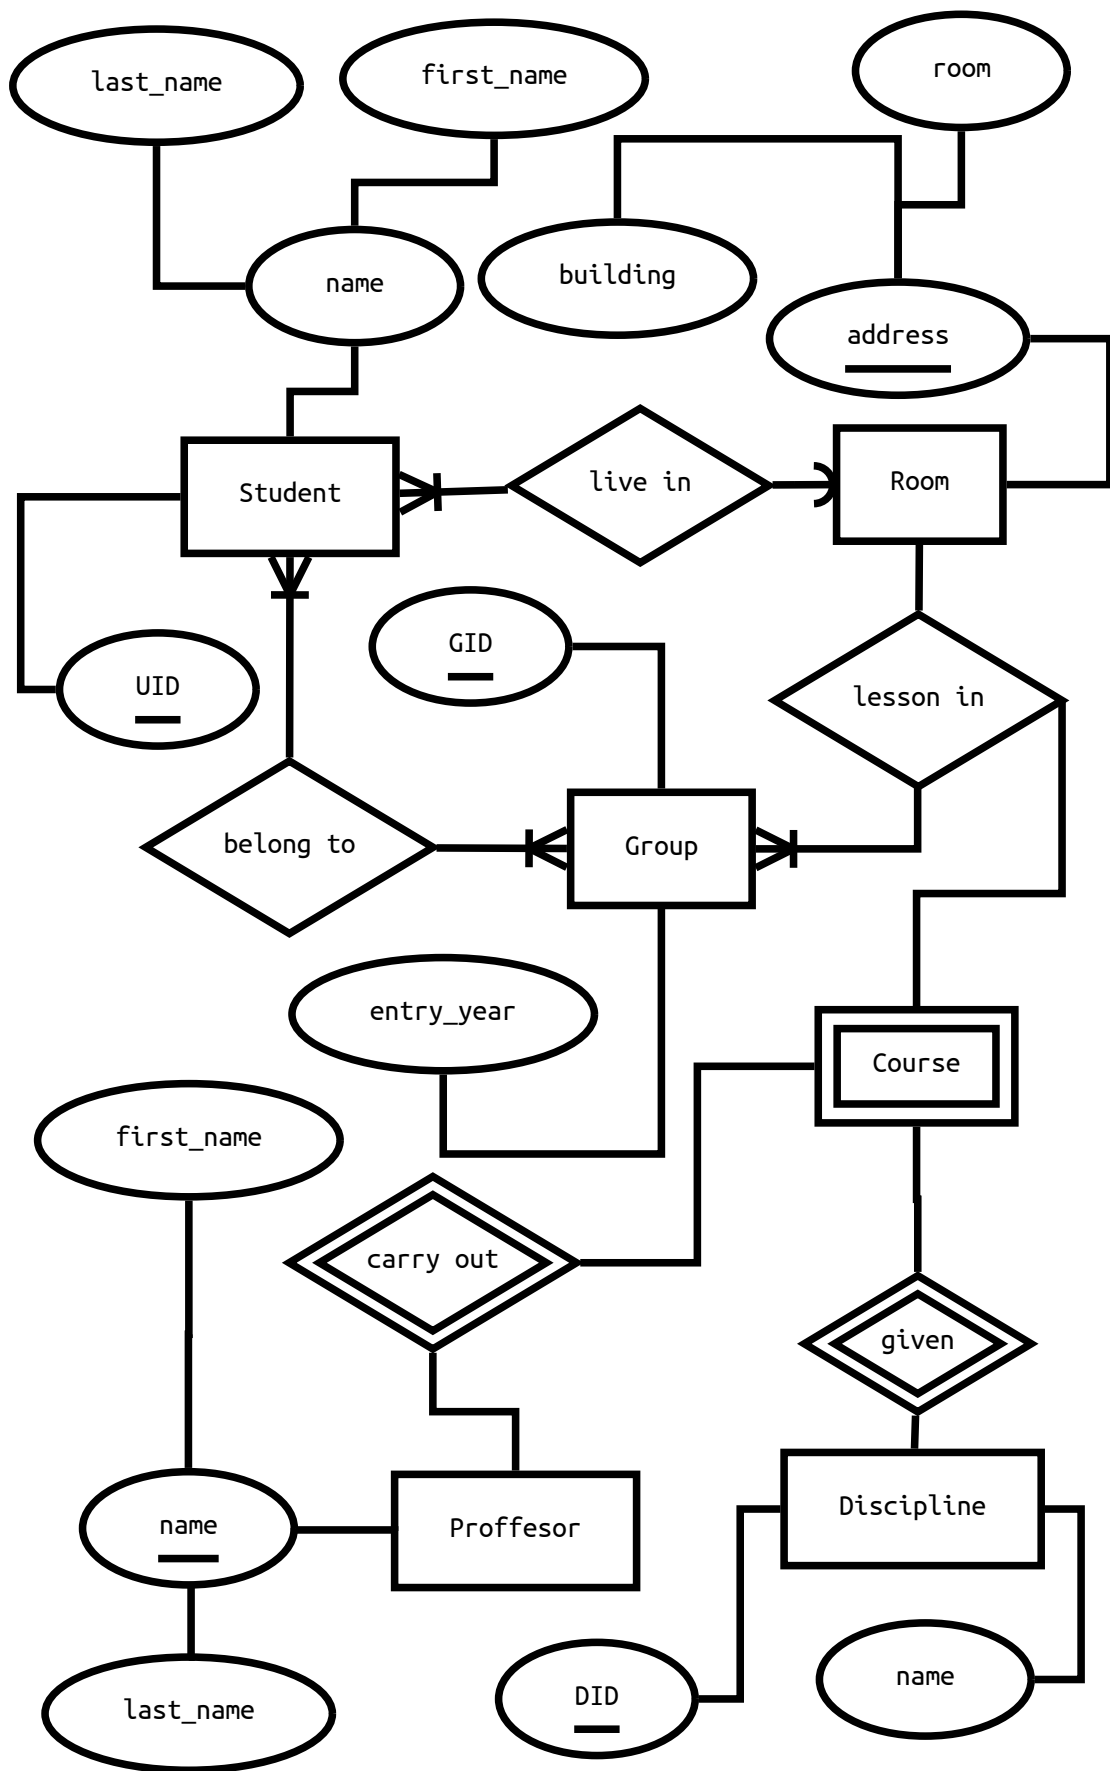 last_name
first_name
room
name
building
address
Student
live in
Room
GID
UID
lesson in
belong to
Group
entry_year
Course
first_name
carry out
given
name
Proffesor
Discipline
last_name
DID
name